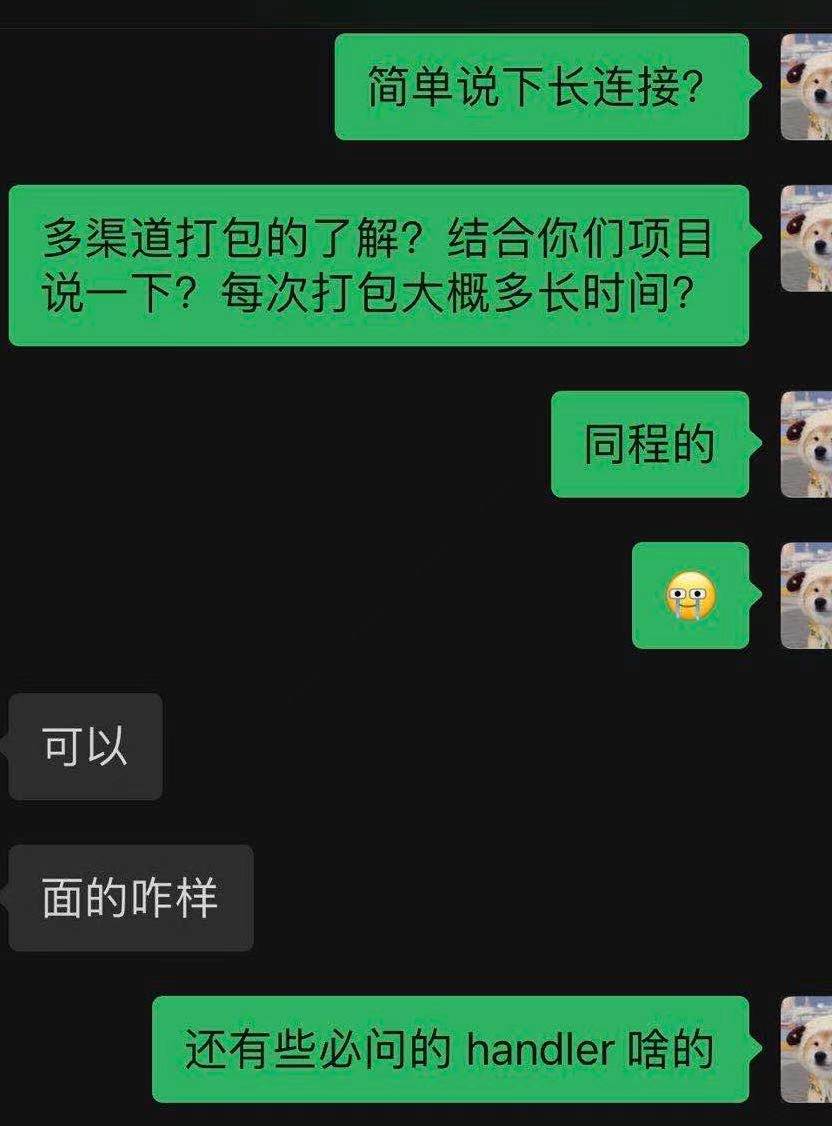 简单说下长连接?
多渠道打包的了解？结合你们项目
说一下？每次打包大概多长时间?
同程的
可以
面的咋样
还有些必问的 handler 啥的